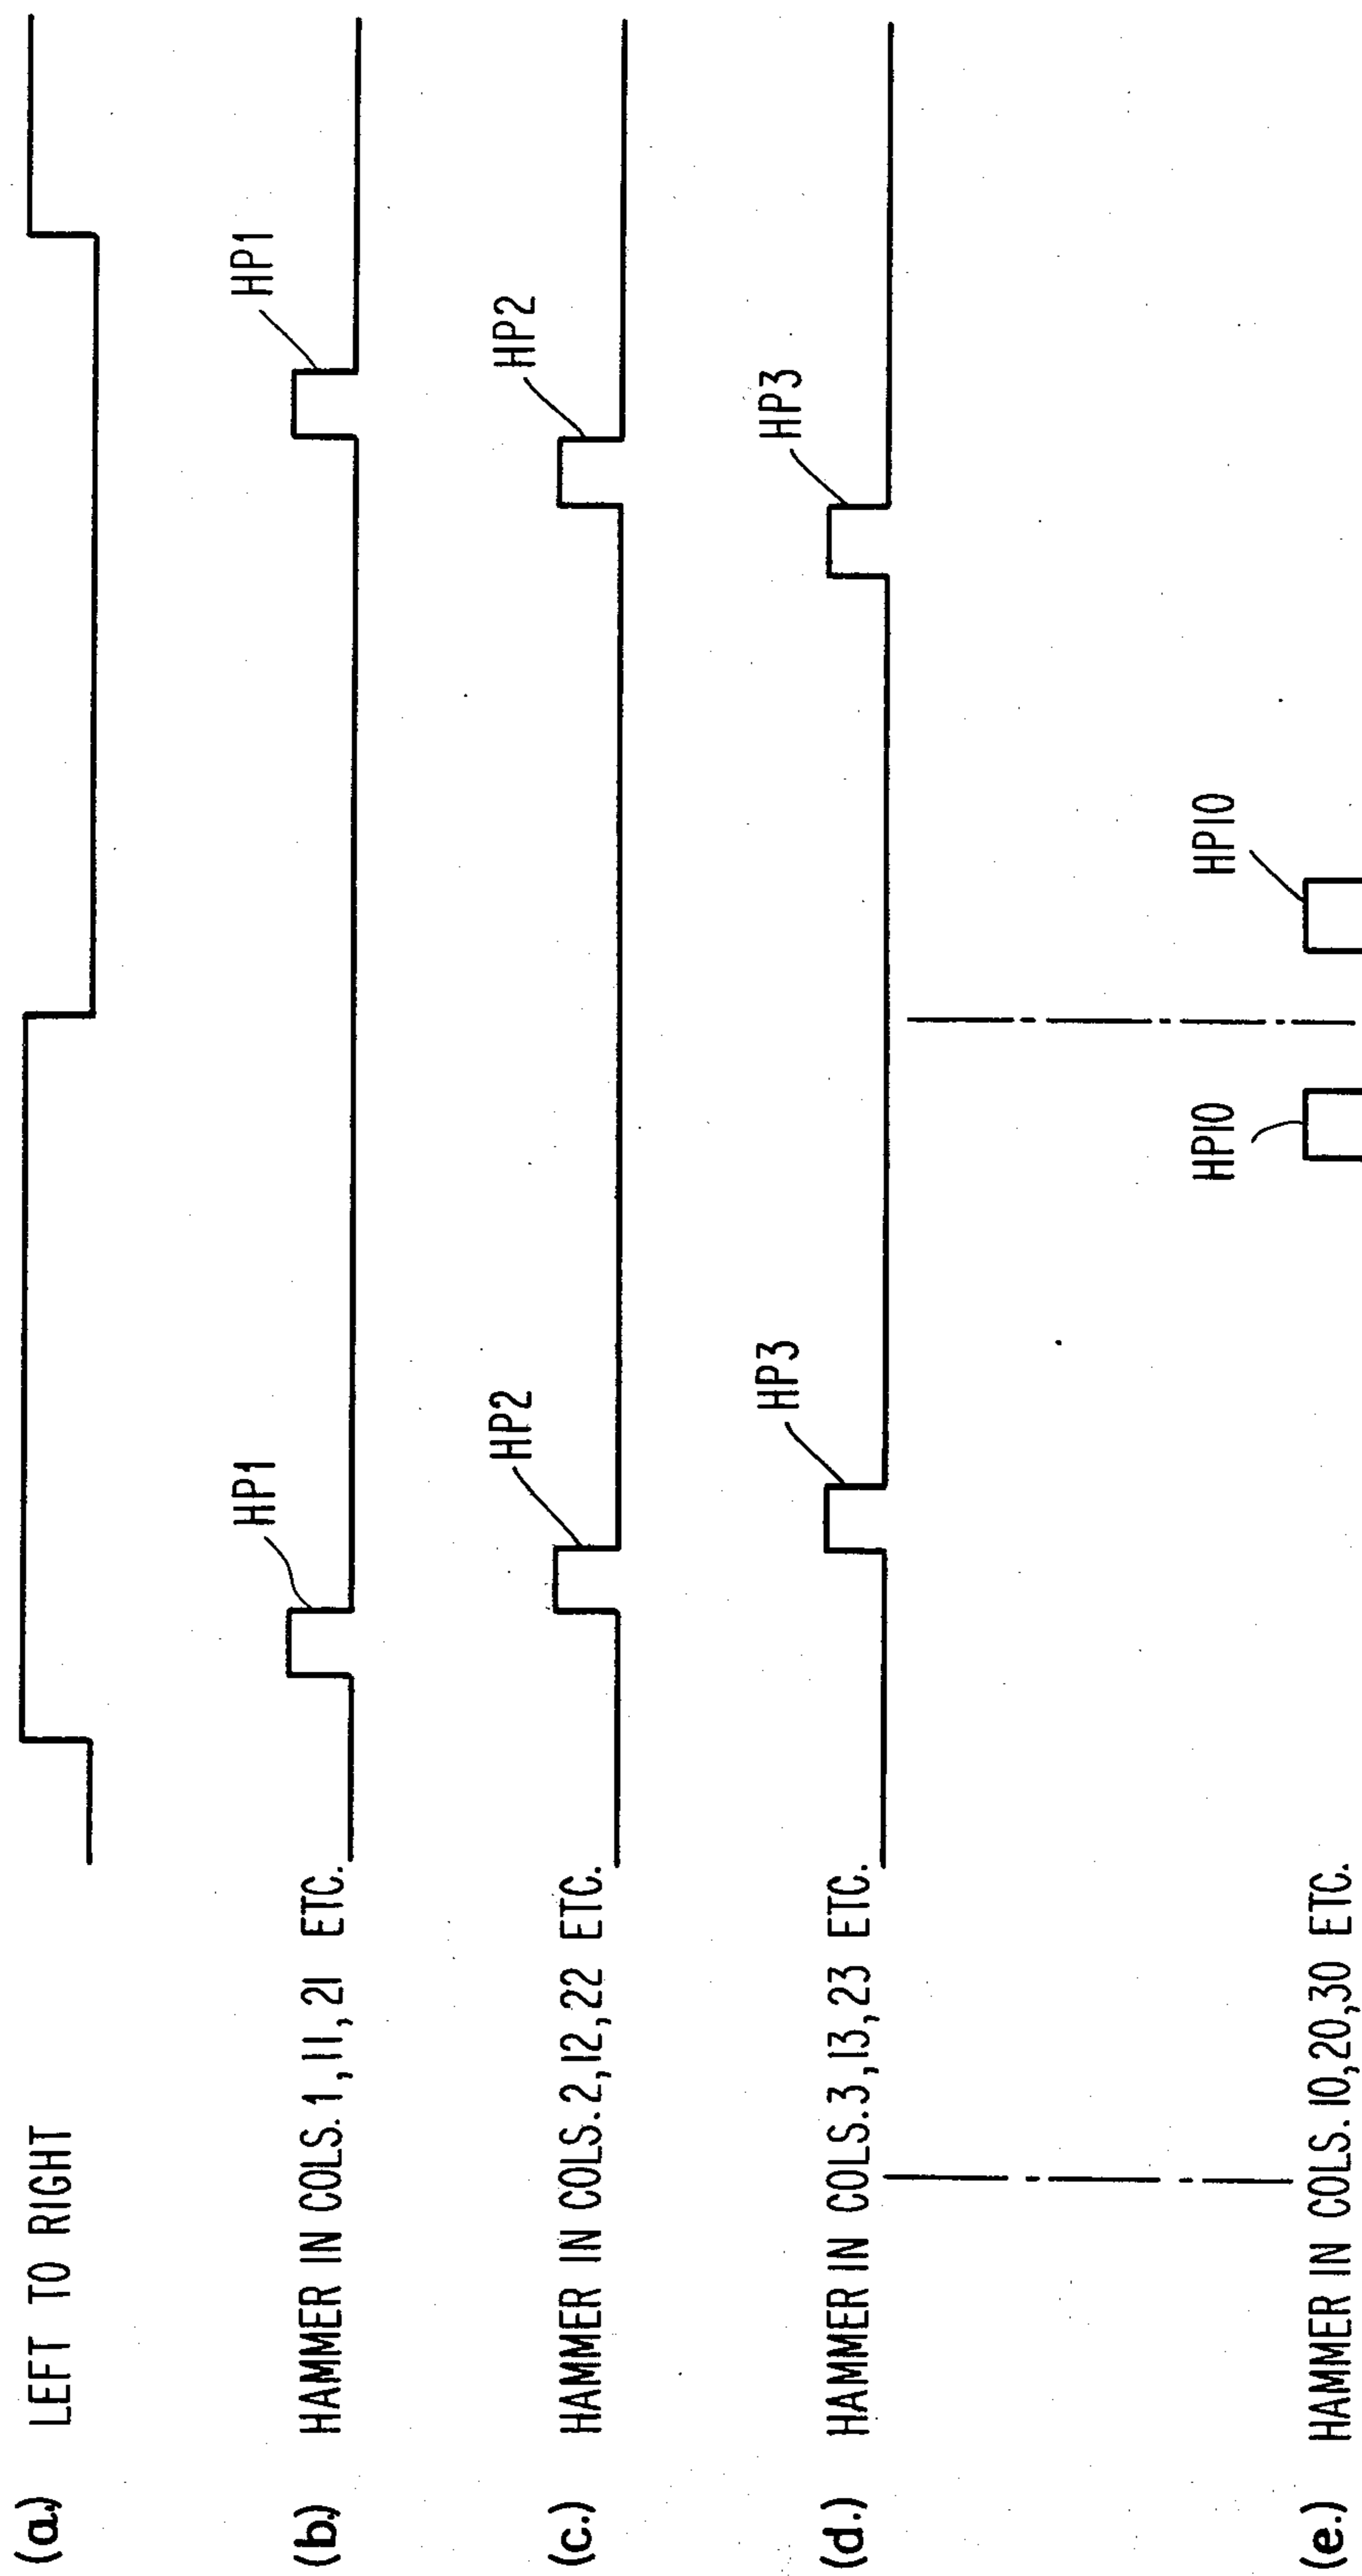 (a.) LEFT TO RIGHT
(b.) HAMMER IN COLS. 1, 11, 21 ETC.
HP1
HP1
(c.) HAMMER IN COLS. 2, 12, 22 ETC.
HP2
HP2
(d.) HAMMER IN COLS. 3, 13, 23 ETC.
HP3
HP3
(e.) HAMMER IN COLS. 10, 20, 30 ETC.
HP10
HP10